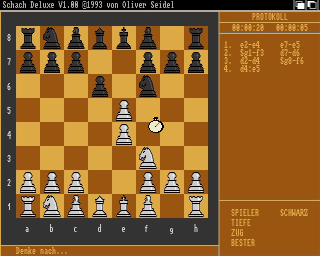 Schach Deluxe V1.00 @1993 von Oliver Seidel
PROTOKOLL
00:00:20 00:00:05
1. e2-e4 e7-e5
2. Sg1-f3 d7-d6
3. d2-d4 Sg8-f6
4. d4:e5
8
7
6
5
4
3
2
1
a b c d e f g h
SPIELER SCHWARZ
TIEFE
ZUG
BESTER
Denke nach...